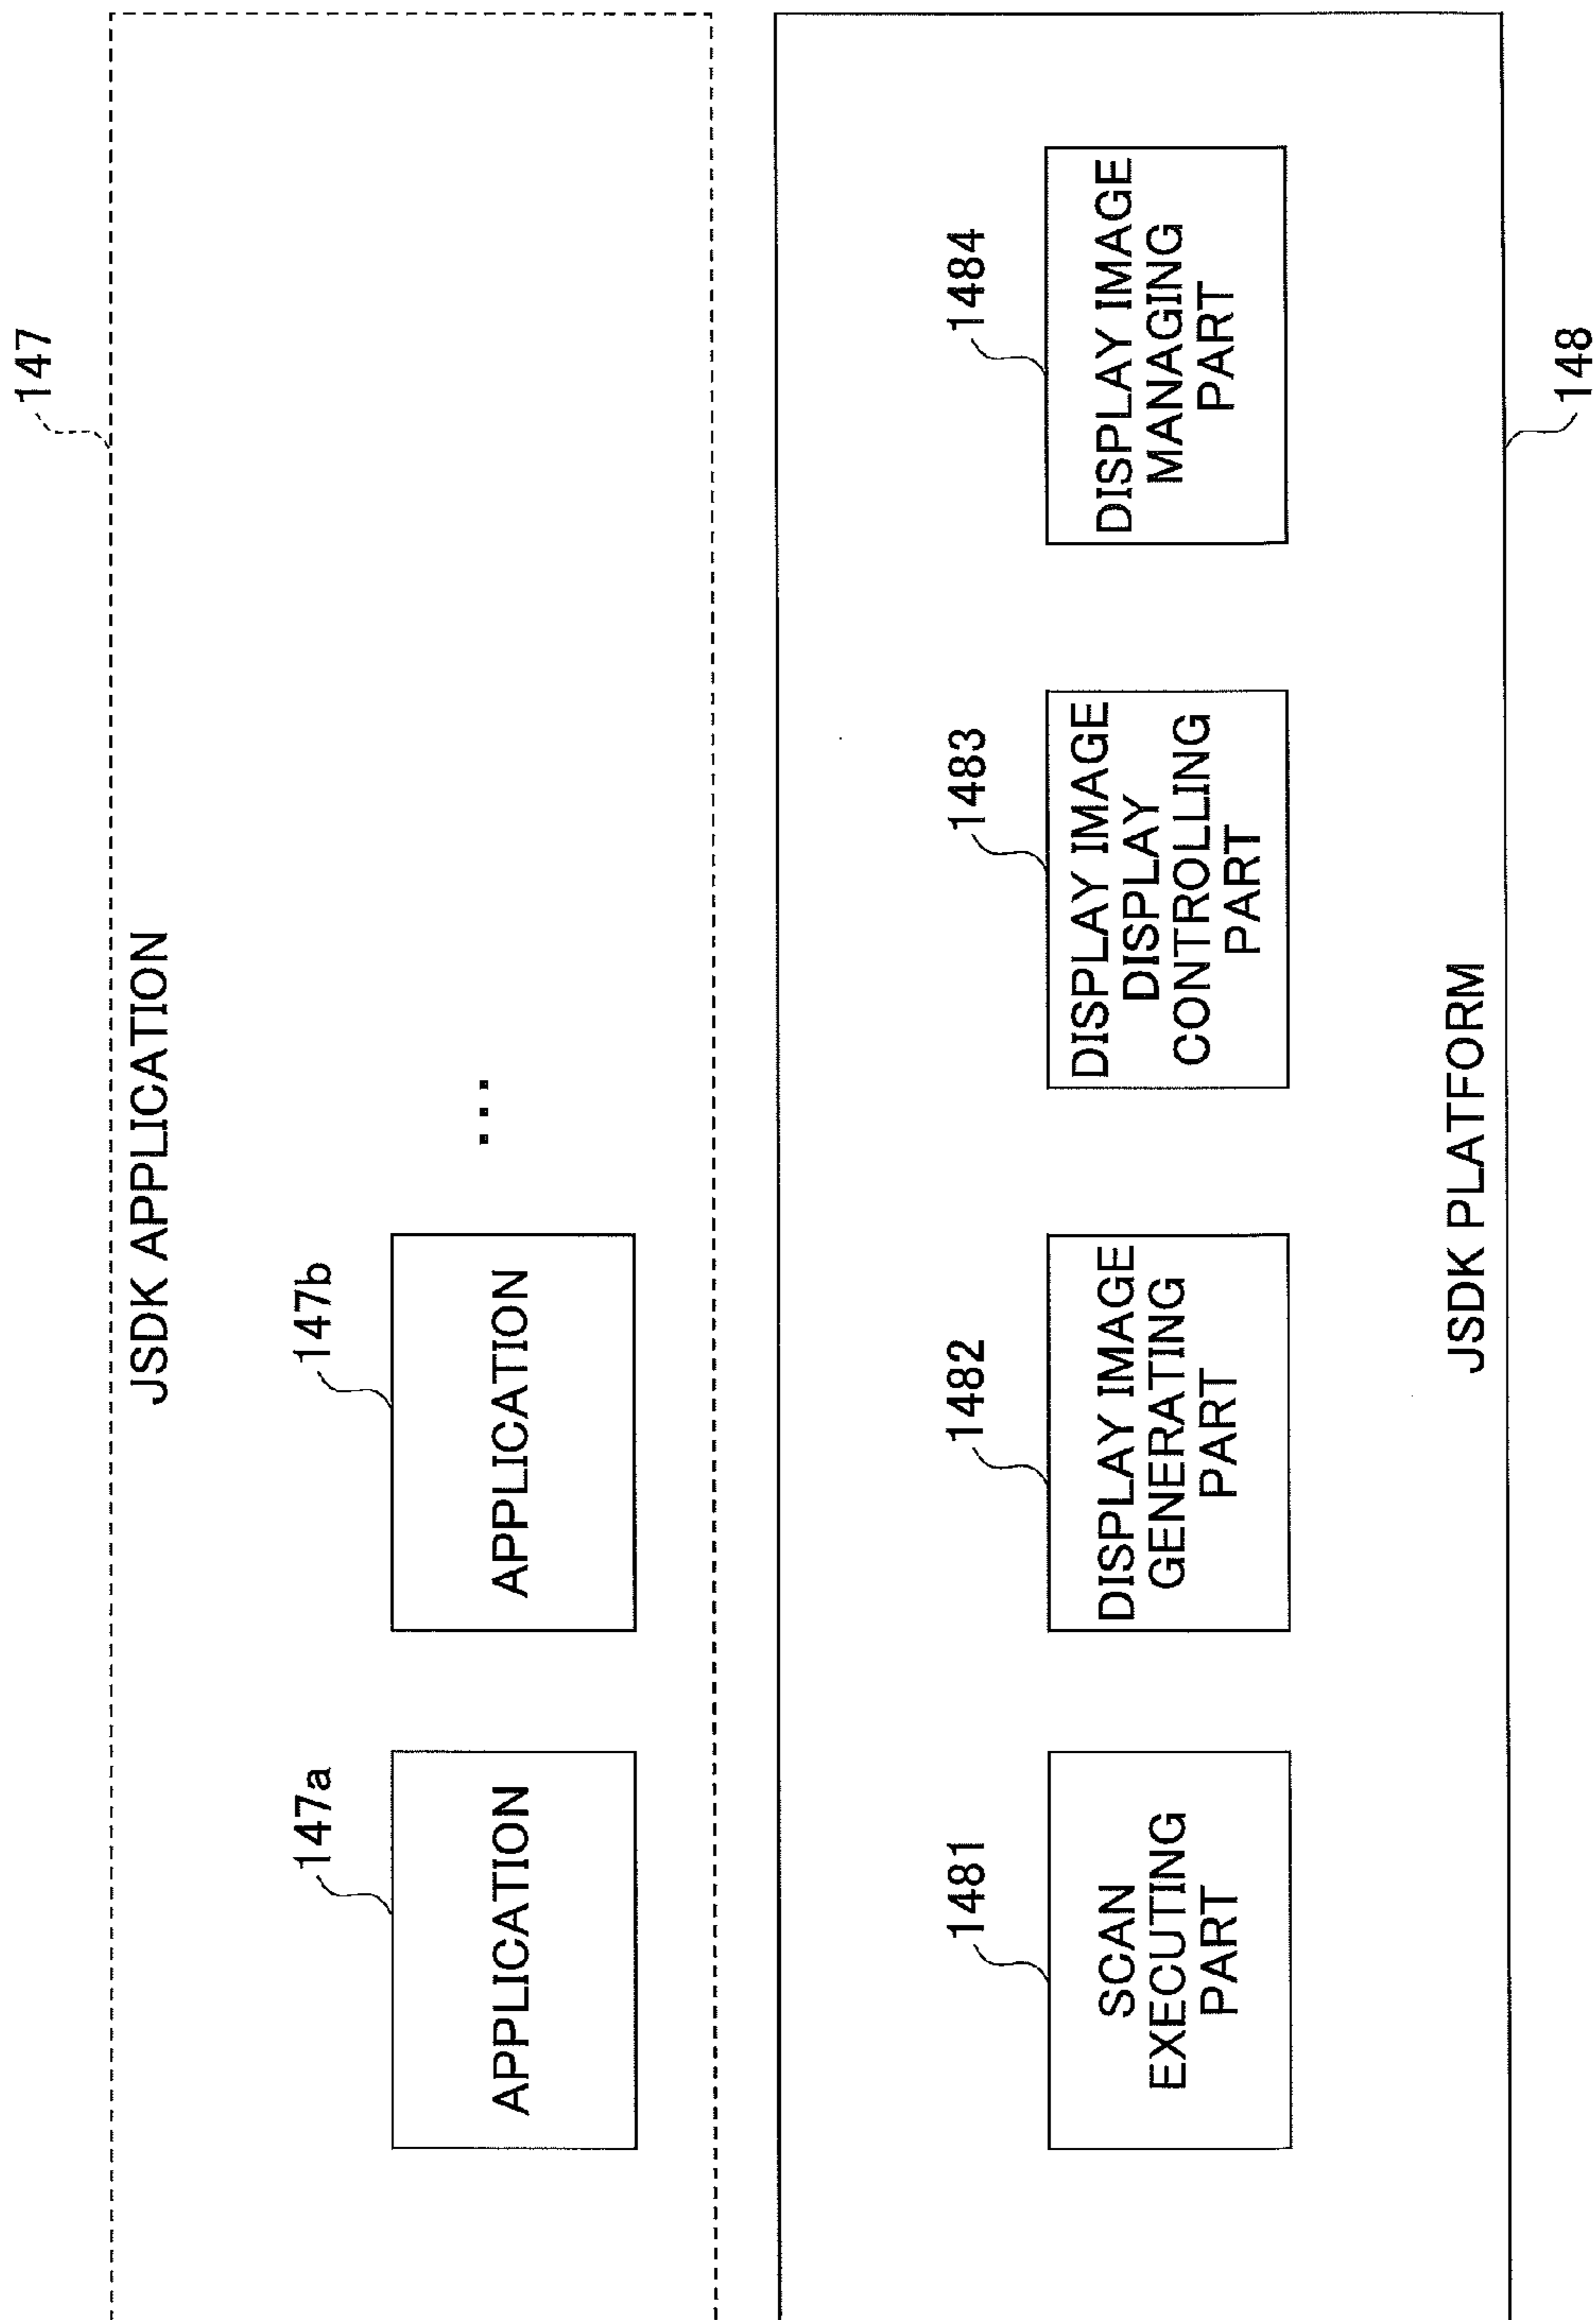 147
JSDK APPLICATION
147a
APPLICATION
147b
APPLICATION
...
1481
SCAN
EXECUTING
PART
1482
DISPLAY IMAGE
GENERATING
PART
1483
DISPLAY IMAGE
DISPLAY
CONTROLLING
PART
1484
DISPLAY IMAGE
MANAGING
PART
JSDK PLATFORM
148